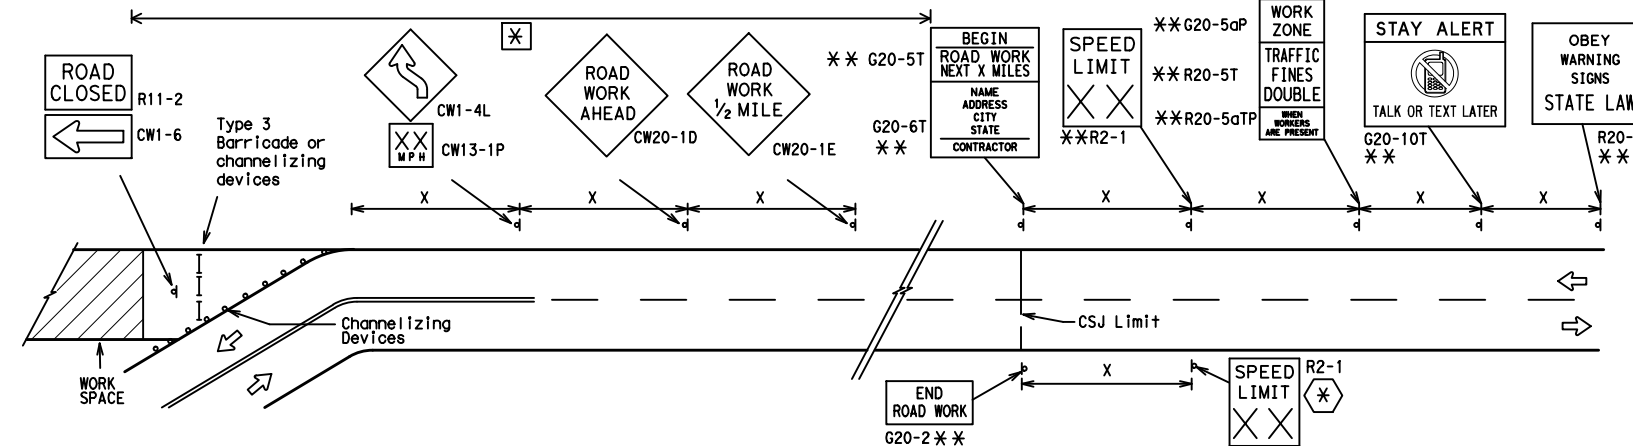 ROAD
CLOSED
R11-2
CW1-6
Type 3
Barricade or
channelizing
devices
*
CW1-4L
XX
MPH
CW13-1P
ROAD
WORK
AHEAD
CW20-1D
ROAD
WORK
1/2 MILE
CW20-1E
** G20-5T
G20-6T
**
BEGIN
ROAD WORK
NEXT X MILES
NAME
ADDRESS
CITY
STATE
CONTRACTOR
SPEED
LIMIT
XX
**R2-1
**G20-5aP
**R20-5T
**R20-5aTP
WORK
ZONE
TRAFFIC
FINES
DOUBLE
WHEN
WORKERS
ARE PRESENT
STAY ALERT
TALK OR TEXT LATER
G20-10T
**
OBEY
WARNING
SIGNS
STATE LAW
R20-
**
X
X
X
X
X
X
X
Channelizing
Devices
CSJ Limit
WORK
SPACE
X
END
ROAD WORK
G20-2**
SPEED
LIMIT
XX
R2-1
*